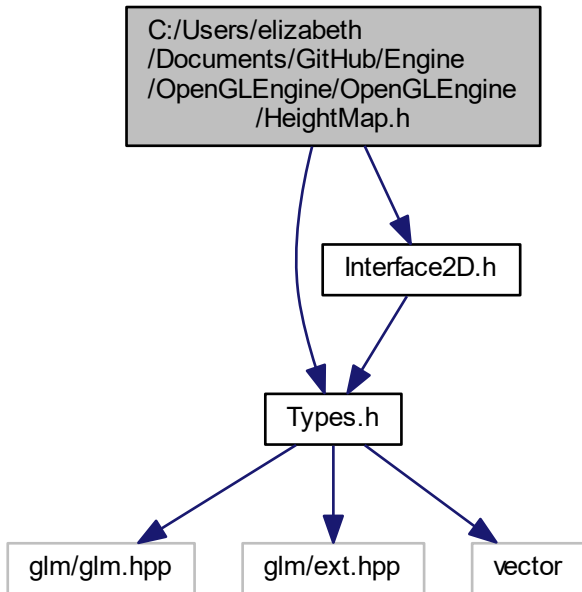 C:/Users/elizabeth
/Documents/GitHub/Engine
/OpenGLEngine/OpenGLEngine
/HeightMap.h
Interface2D.h
Types.h
glm/glm.hpp
glm/ext.hpp
vector